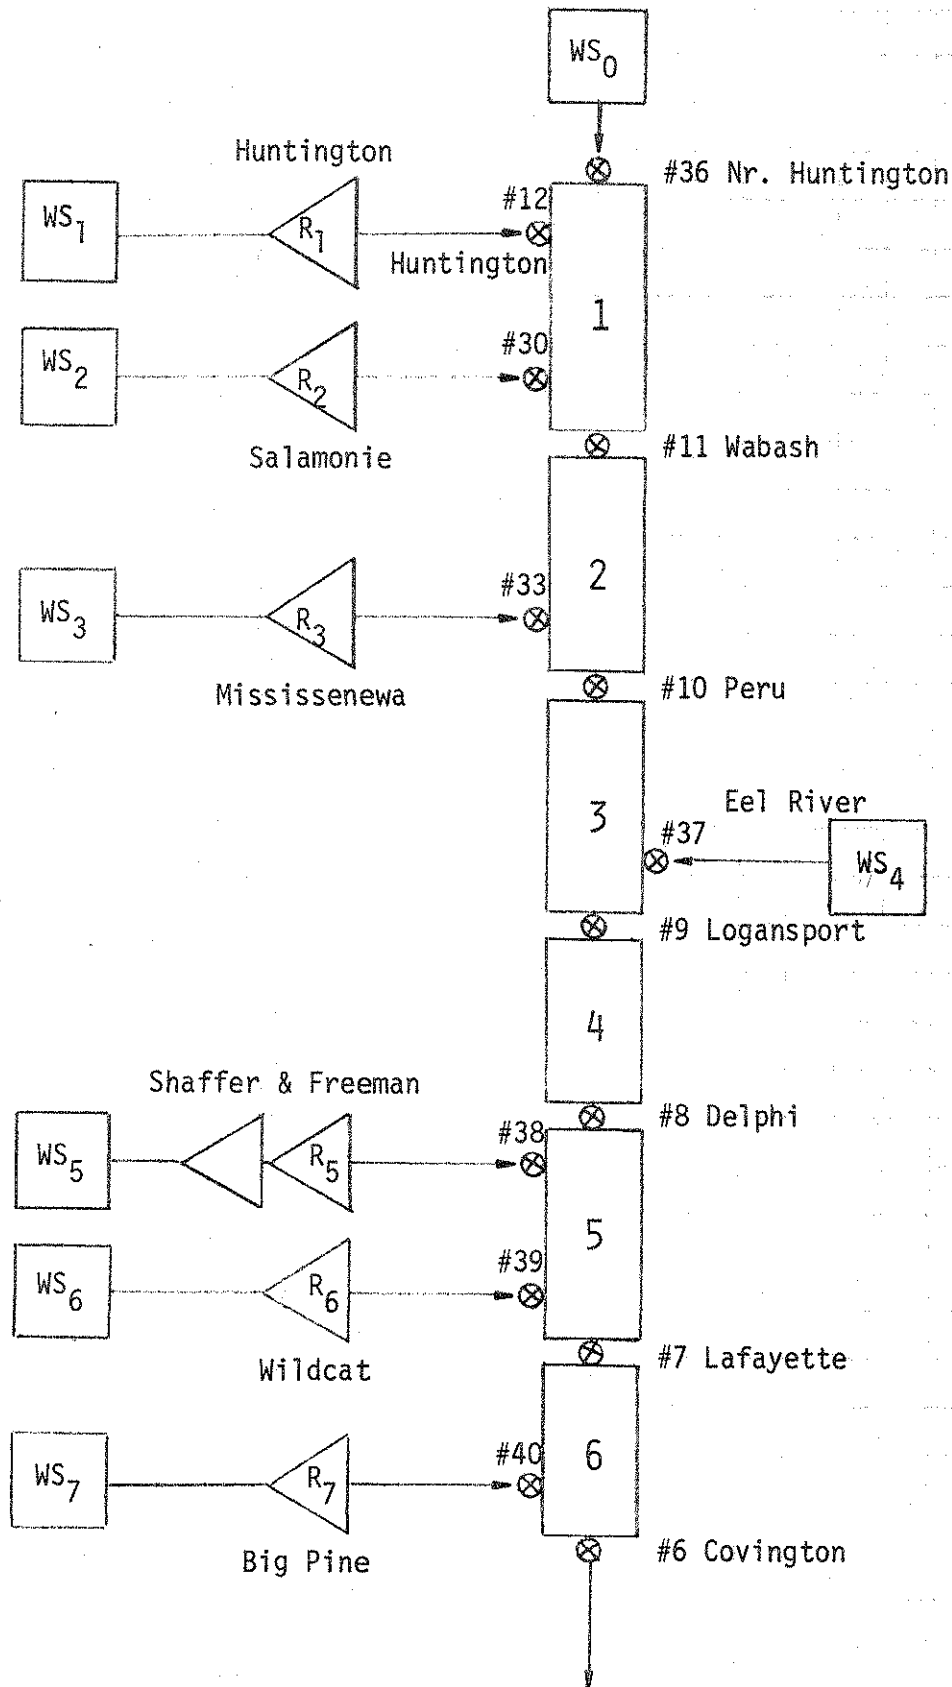 WS0
#36 Nr. Huntington
Huntington
#12
WS1
R1
Huntington
1
#30
WS2
R2
Salamonie
#11 Wabash
2
#33
WS3
R3
Mississenewa
#10 Peru
3
Eel River
#37
WS4
#9 Logansport
4
Shaffer & Freeman
#8 Delphi
#38
WS5
R5
5
#39
WS6
R6
Wildcat
#7 Lafayette
6
#40
WS7
R7
Big Pine
#6 Covington